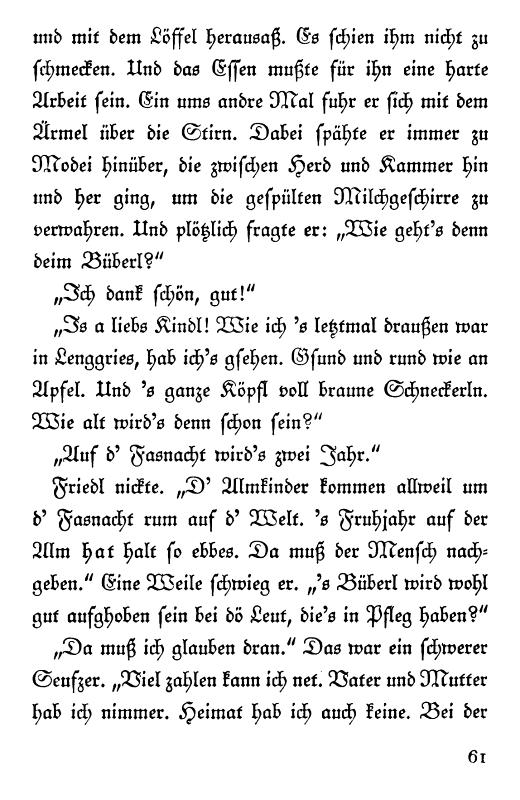 und mit dem Löffel herausaß. Es schien ihm nicht zu
schmecken. Und das Essen mußte für ihn eine harte
Arbeit sein. Ein ums andre Mal fuhr er sich mit dem
Ärmel über die Stirn. Dabei spähte er immer zu
Modei hinüber, die zwischen Herd und Kammer hin
und her ging, um die gespülten Milchgeschirre zu
verwahren. Und plötzlich fragte er: „Wie geht's denn
deim Büberl?“
„Ich dank schön, gut!“
„Is a liebs Kindl! Wie ich 's letztmal draußen war
in Lenggries, hab ich's gsehen. Gsund und rund wie an
Apfel. Und 's ganze Köpfl voll braune Schneckerln.
Wie alt wird's denn schon sein?“
„Auf d' Fasnacht wird's zwei Jahr.“
Friedl nickte. „D' Almkinder kommen allweil um
d' Fasnacht rum auf d' Welt. 's Fruhjahr auf der
Alm hat halt so ebbes. Da muß der Mensch nach-
geben.“ Eine Weile schwieg er. „'s Büberl wird wohl
gut aufghoben sein bei dö Leut, die's in Pfleg haben?“
„Da muß ich glauben dran.“ Das war ein schwerer
Seufzer. „Viel zahlen kann ich net. Vater und Mutter
hab ich nimmer. Heimat hab ich auch keine. Bei der
61